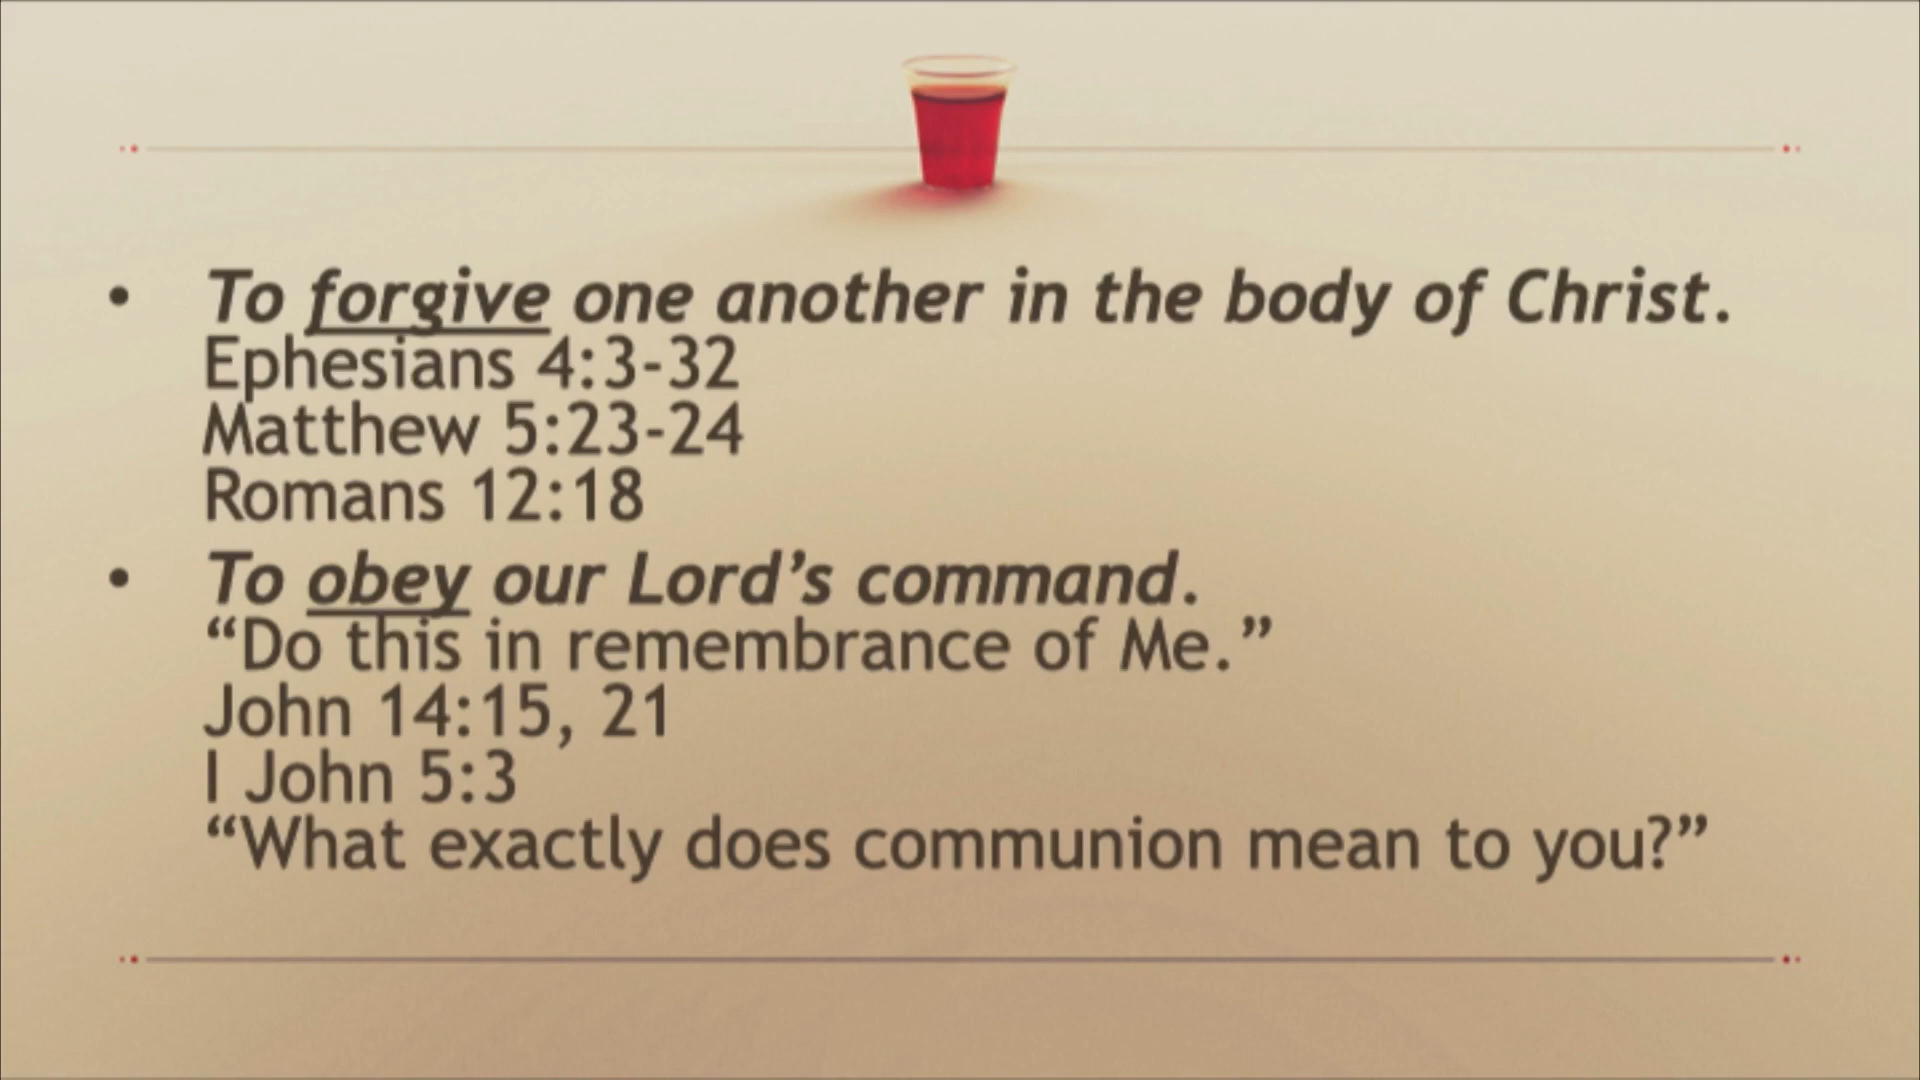 • To forgive one another in the body of Christ.
Ephesians 4:3-32
Matthew 5:23-24
Romans 12:18
• To obey our Lord’s command.
“Do this in remembrance of Me.”
John 14:15, 21
I John 5:3
“What exactly does communion mean to you?”